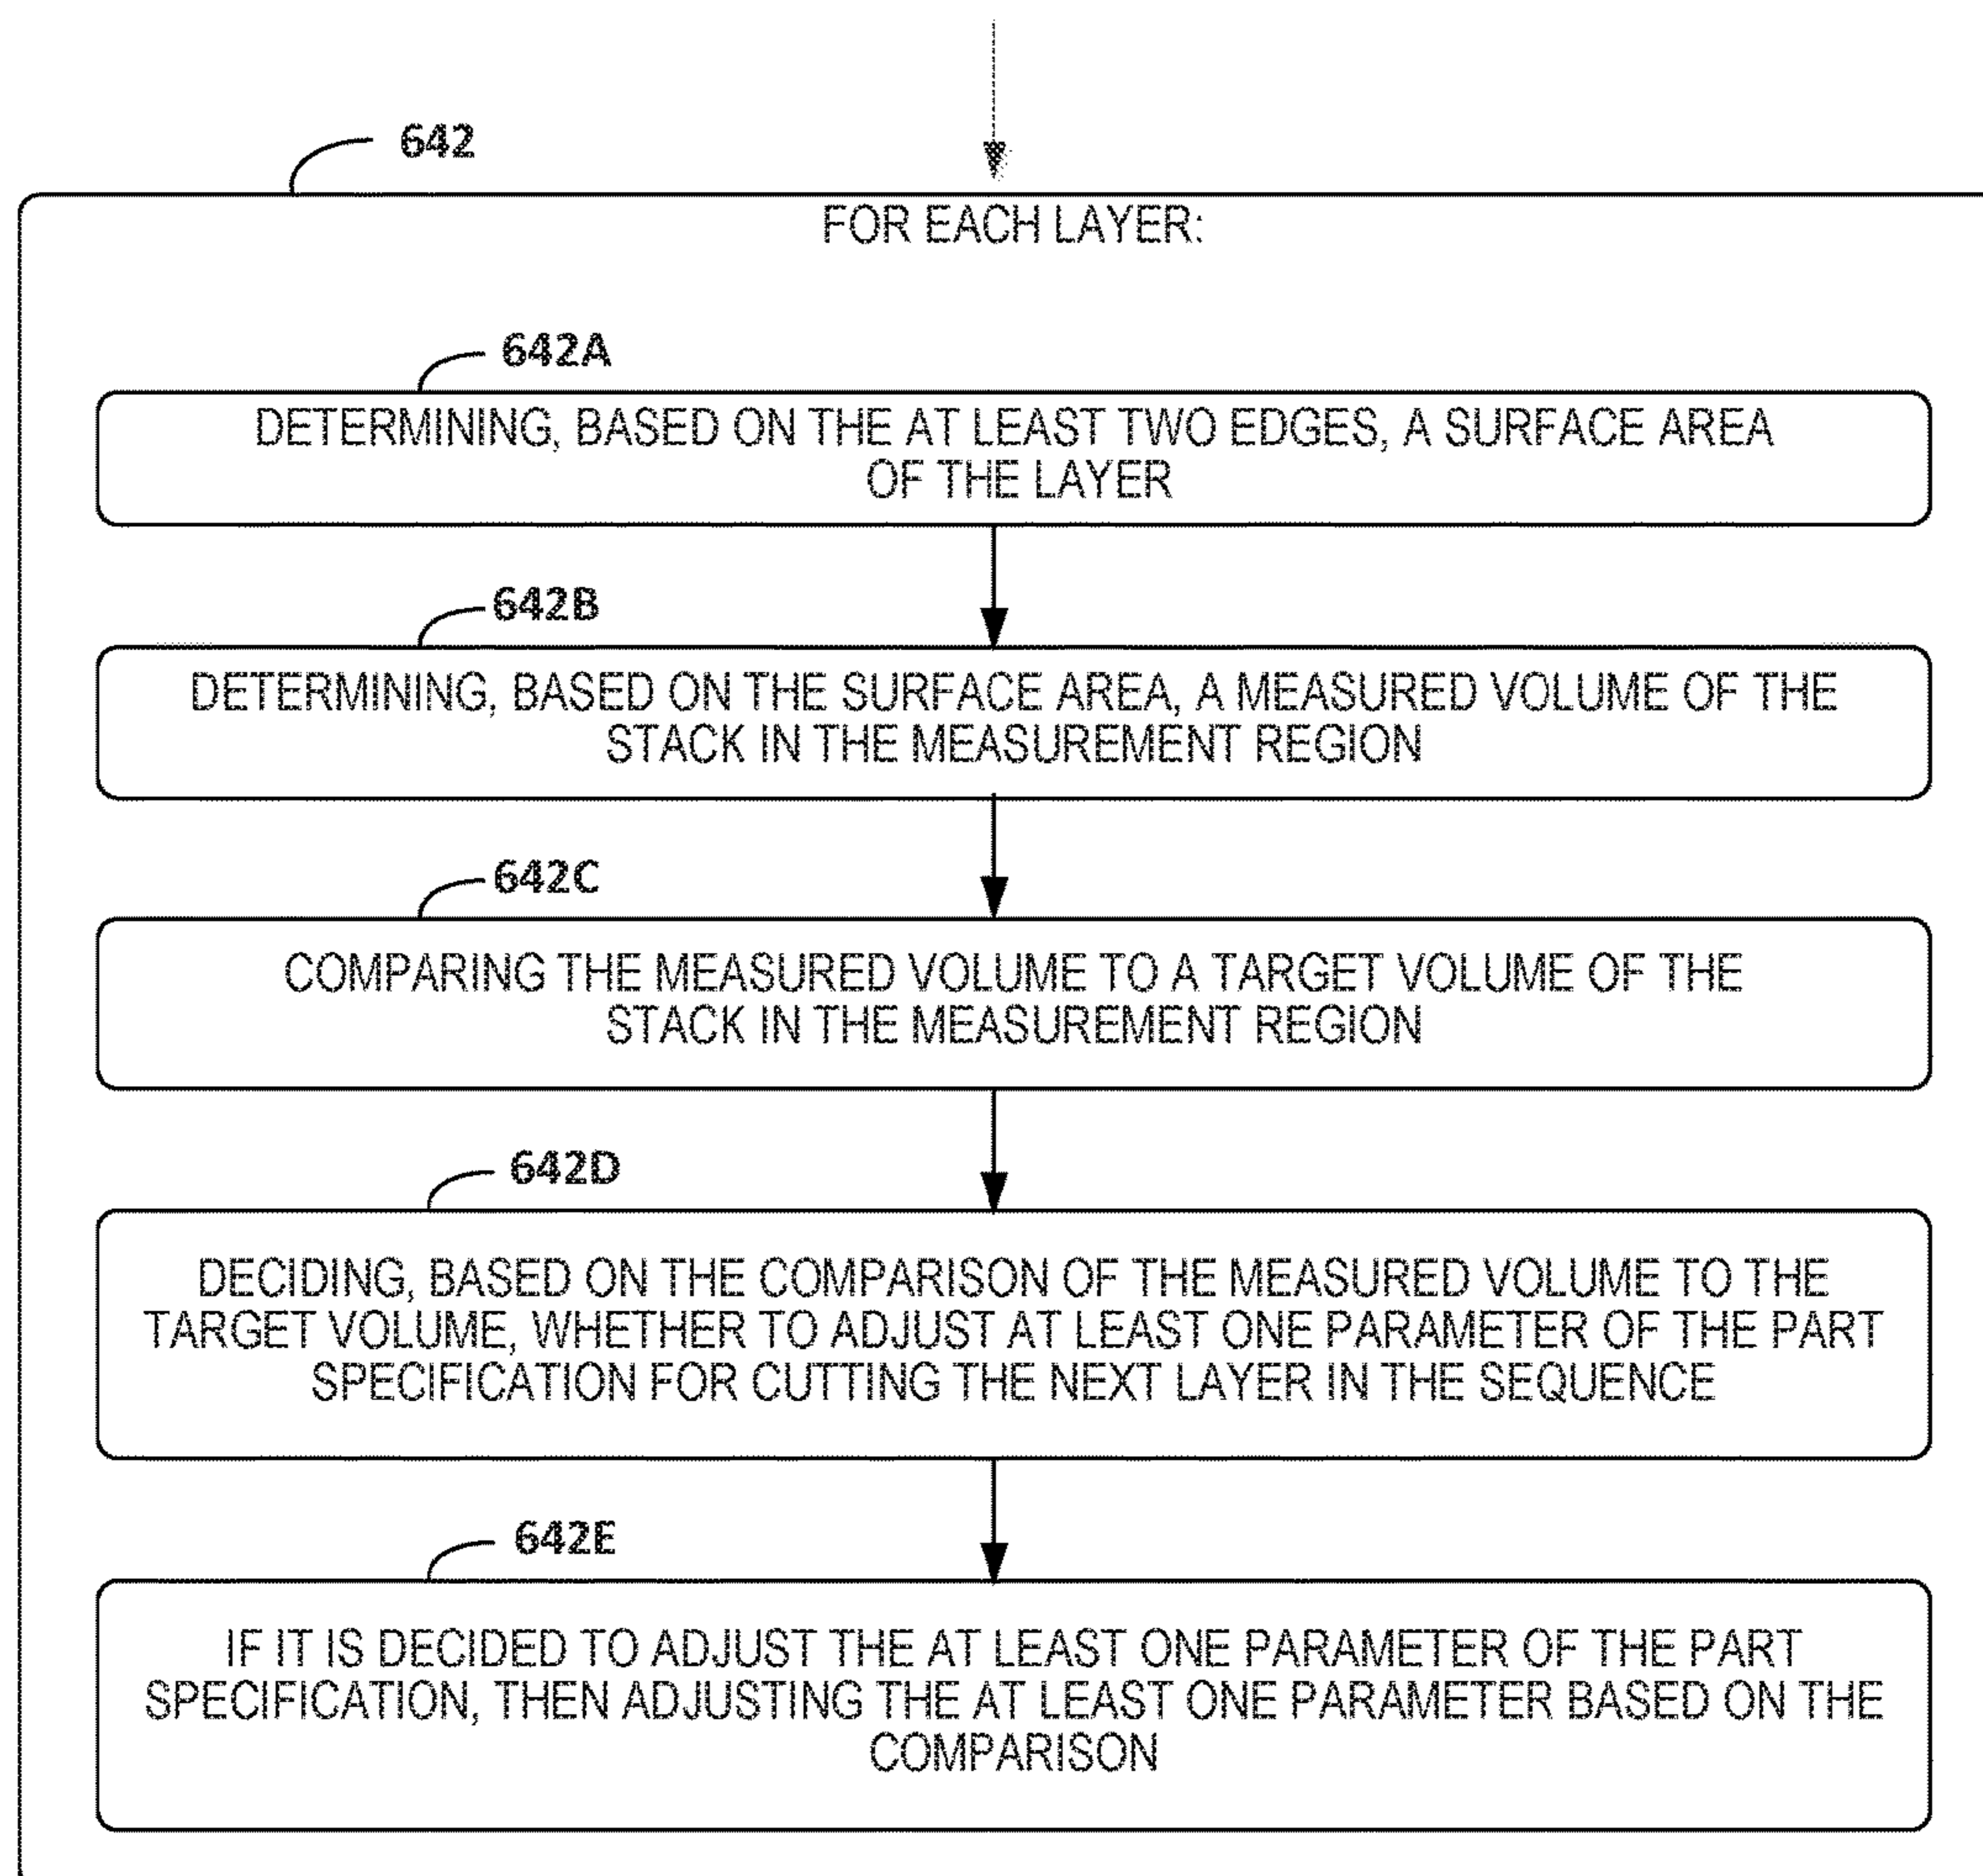 642
FOR EACH LAYER:
642A
DETERMINING, BASED ON THE AT LEAST TWO EDGES, A SURFACE AREA
OF THE LAYER
642B
DETERMINING, BASED ON THE SURFACE AREA, A MEASURED VOLUME OF THE
STACK IN THE MEASUREMENT REGION
642C
COMPARING THE MEASURED VOLUME TO A TARGET VOLUME OF THE
STACK IN THE MEASUREMENT REGION
642D
DECIDING, BASED ON THE COMPARISON OF THE MEASURED VOLUME TO THE
TARGET VOLUME, WHETHER TO ADJUST AT LEAST ONE PARAMETER OF THE PART
SPECIFICATION FOR CUTTING THE NEXT LAYER IN THE SEQUENCE
642E
IF IT IS DECIDED TO ADJUST THE AT LEAST ONE PARAMETER OF THE PART
SPECIFICATION, THEN ADJUSTING THE AT LEAST ONE PARAMETER BASED ON THE
COMPARISON